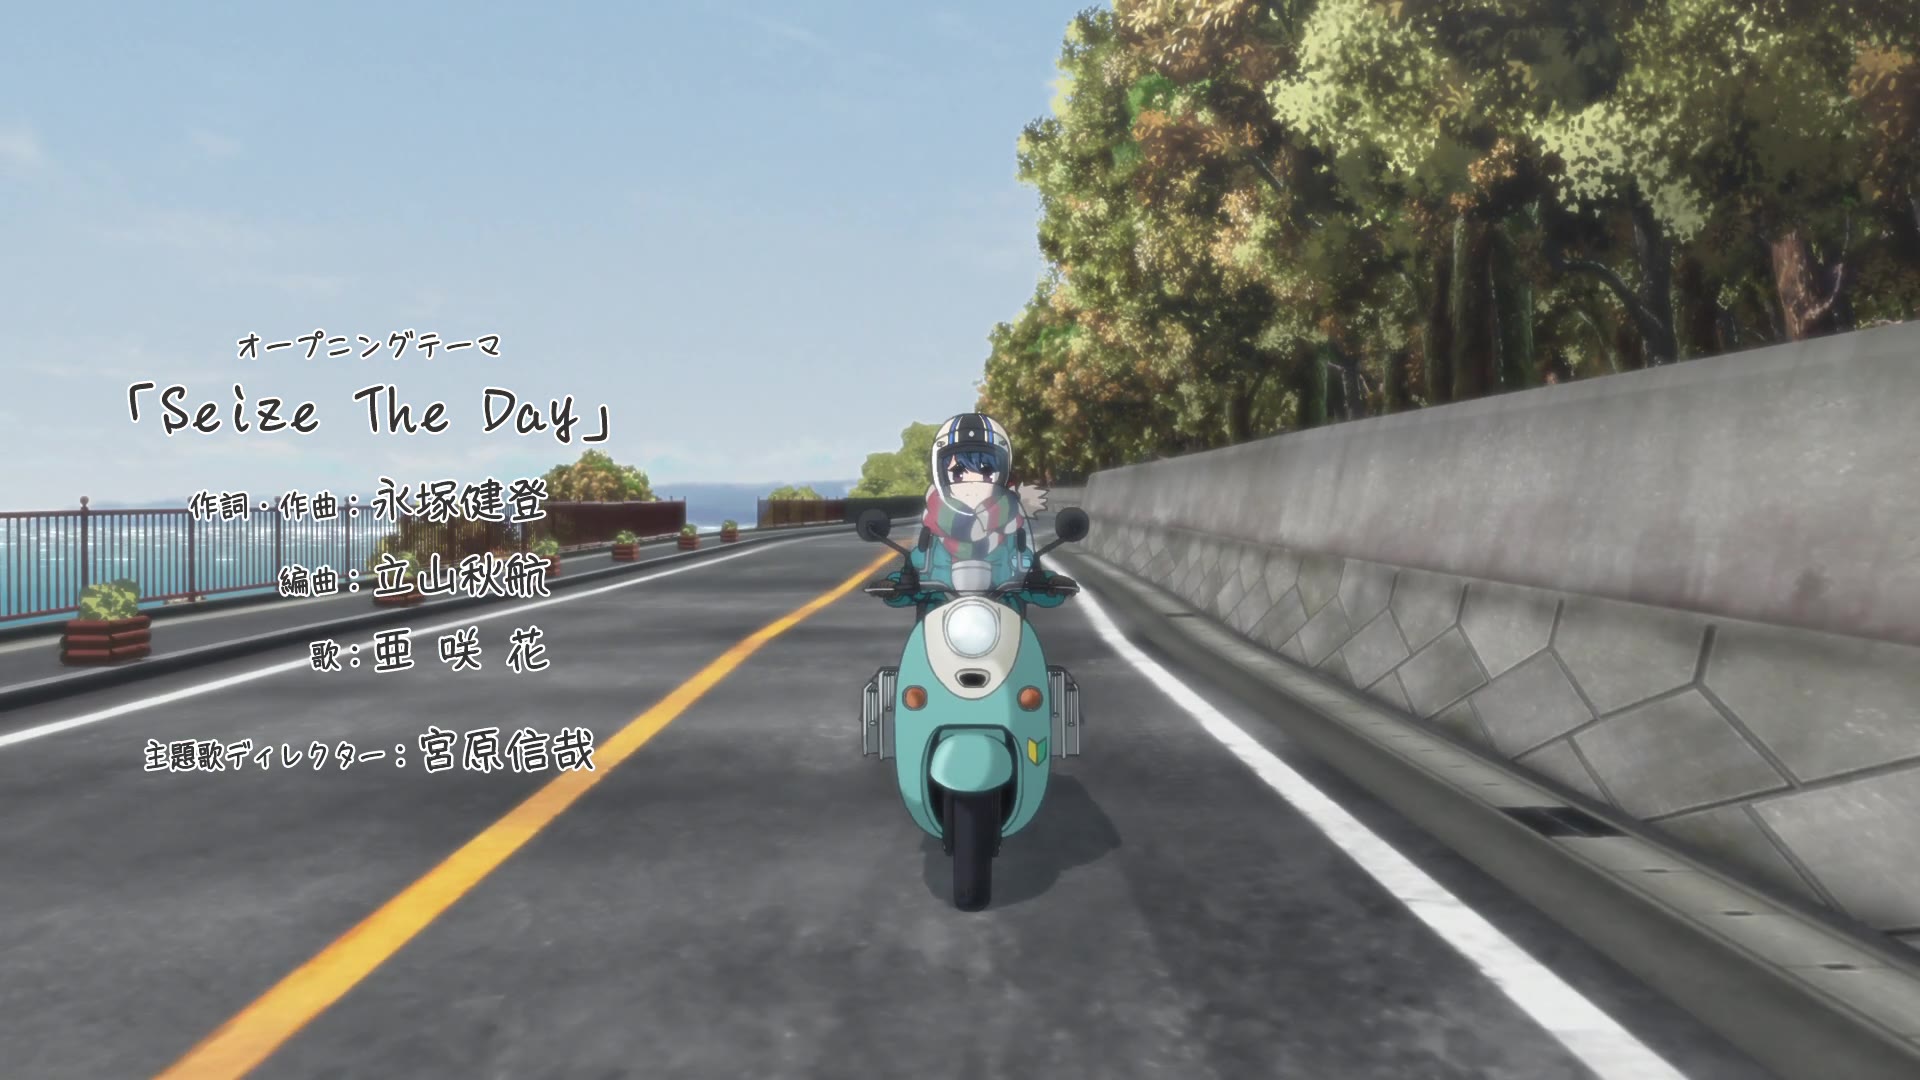 オープニングテーマ
「Seize The Day」
作詞・作曲：永塚健登
編曲：立山秋航
歌：亜咲花
主題歌ディレクター：宮原信哉